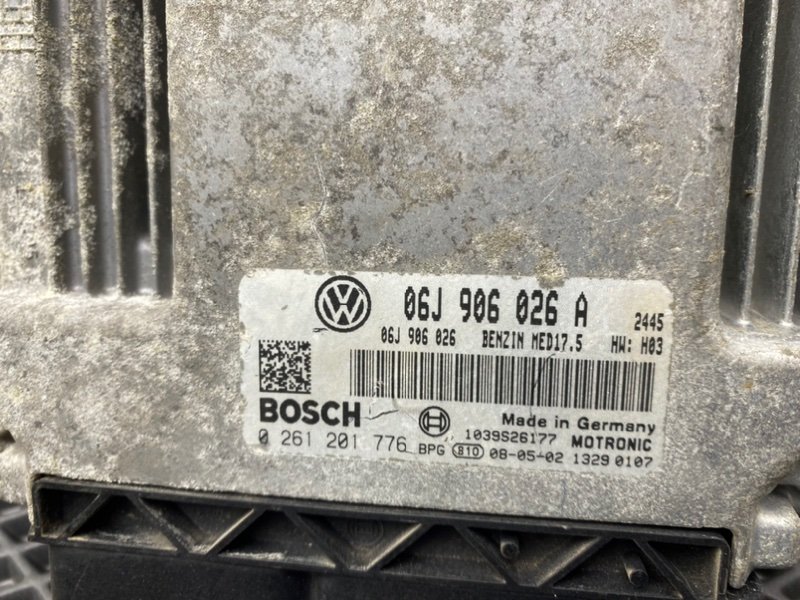 06J 906 026 A 2445
06J 906 026 BENZIN MED17.5 HW: H03
BOSCH Made in Germany
1039S26177 MOTRONIC
0 261 201 776 BPG 810 08-05-02 1329 0107